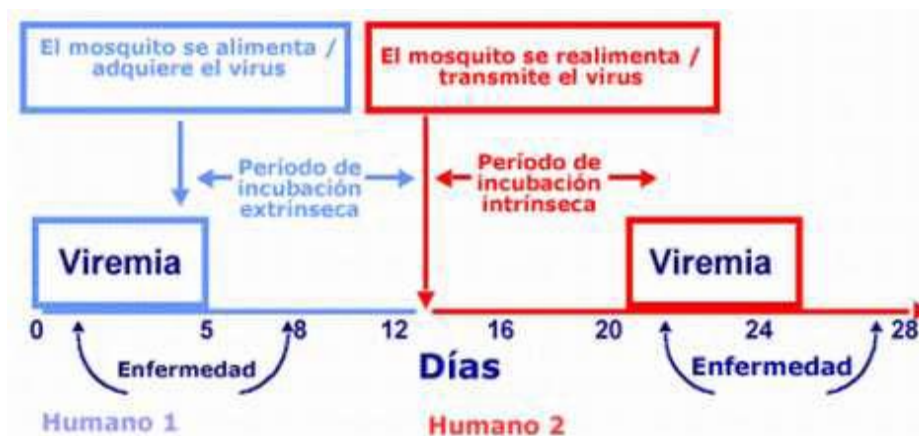 El mosquito se alimenta /
adquiere el virus
El mosquito se realimenta /
transmite el virus
Período de
incubación
extrínseca
Período de
incubación
intrínseca
Viremia
Viremia
0 5 8 12 16 20 24 28
Enfermedad
Días
Enfermedad
Humano 1
Humano 2